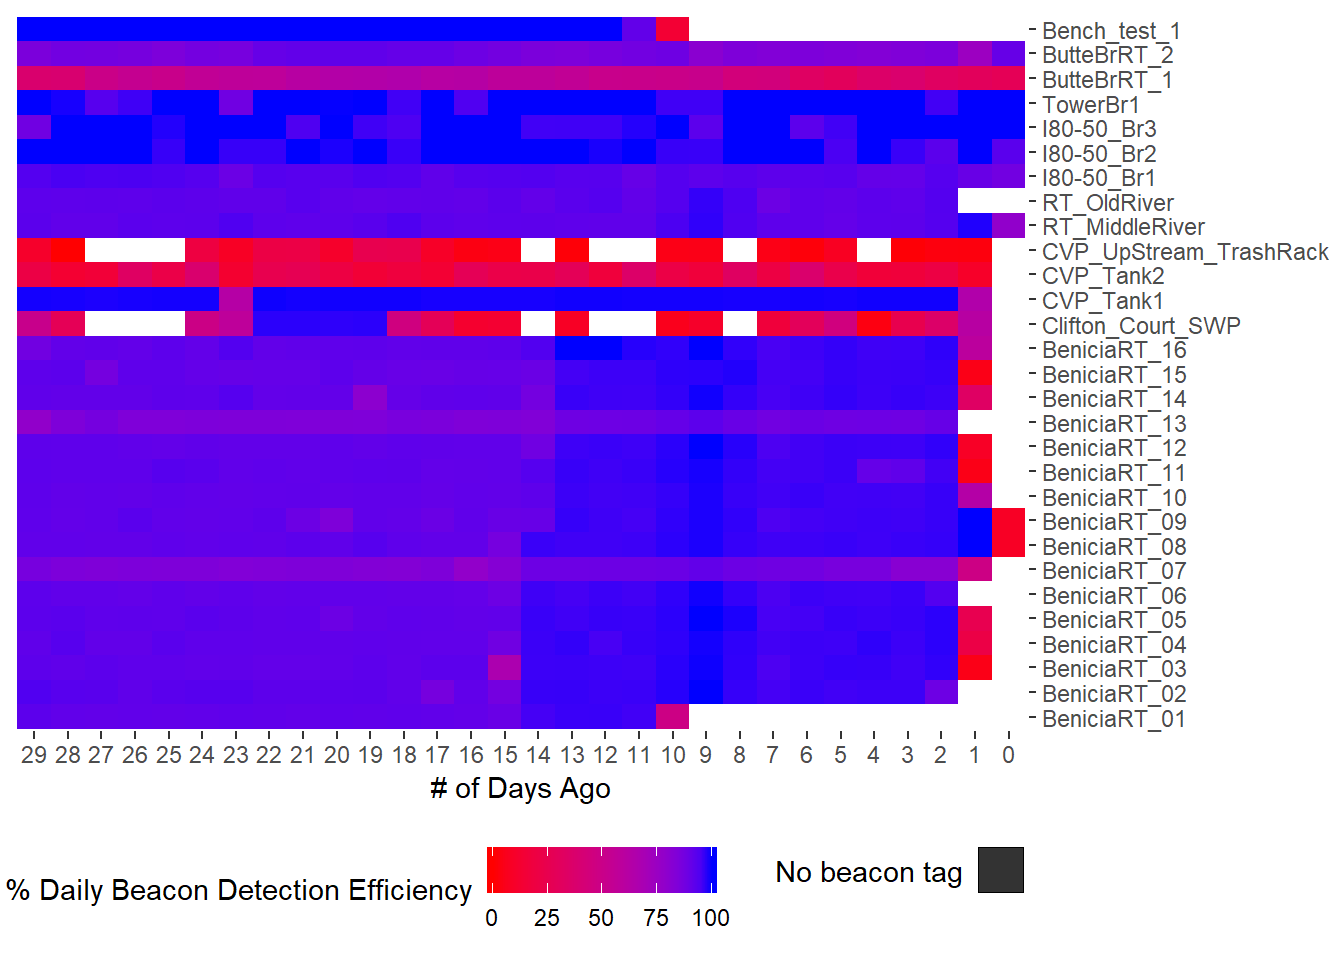 Bench_test_1
ButteBrRT_2
ButteBrRT_1
TowerBr1
I80-50_Br3
I80-50_Br2
I80-50_Br1
RT_OldRiver
RT_MiddleRiver
CVP_UpStream_TrashRack
CVP_Tank2
CVP_Tank1
Clifton_Court_SWP
BeniciaRT_16
BeniciaRT_15
BeniciaRT_14
BeniciaRT_13
BeniciaRT_12
BeniciaRT_11
BeniciaRT_10
BeniciaRT_09
BeniciaRT_08
BeniciaRT_07
BeniciaRT_06
BeniciaRT_05
BeniciaRT_04
BeniciaRT_03
BeniciaRT_02
BeniciaRT_01
29 28 27 26 25 24 23 22 21 20 19 18 17 16 15 14 13 12 11 10 9 8 7 6 5 4 3 2 1 0
# of Days Ago
% Daily Beacon Detection Efficiency
0 25 50 75 100
No beacon tag